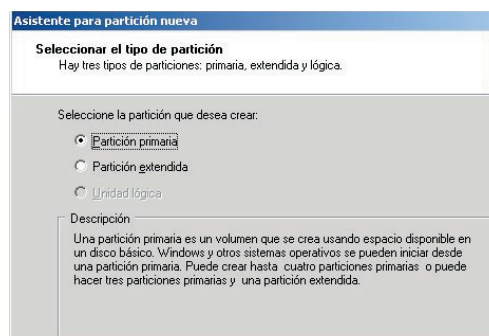 Asistente para partición nueva
Seleccionar el tipo de partición
Hay tres tipos de particiones: primaria, extendida y lógica.
Seleccione la partición que desea crear:
Partición primaria
Partición extendida
Unidad lógica
Descripción
Una partición primaria es un volumen que se crea usando espacio disponible en
un disco básico. Windows y otros sistemas operativos se pueden iniciar desde
una partición primaria. Puede crear hasta cuatro particiones primarias o puede
hacer tres particiones primarias y una partición extendida.